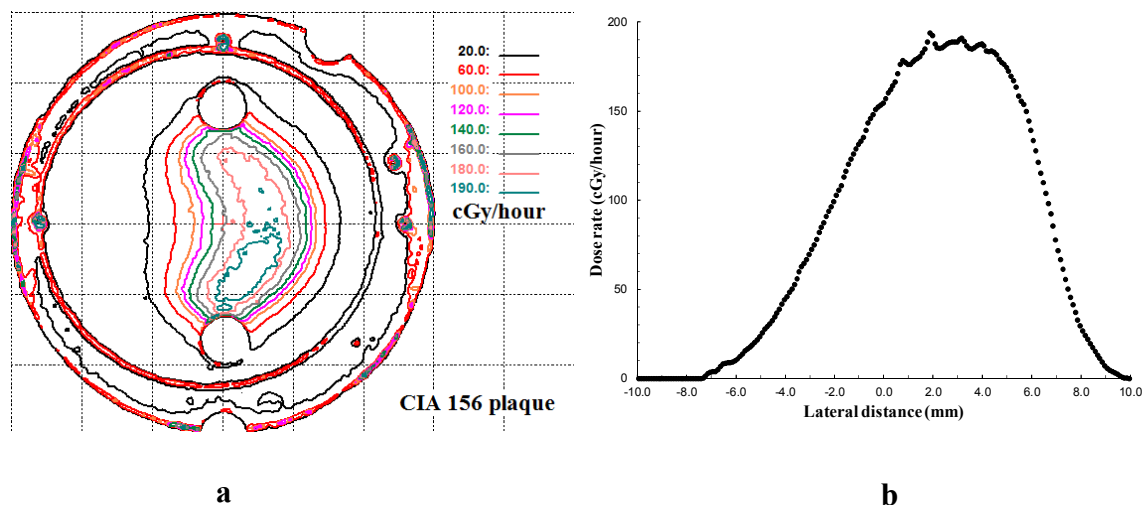 20.0:
60.0:
100.0:
120.0:
140.0:
160.0:
180.0:
190.0:
cGy/hour
CIA 156 plaque
a
200
150
100
50
0
Dose rate (cGy/hour)
-10.0 -8.0 -6.0 -4.0 -2.0 0.0 2.0 4.0 6.0 8.0 10.0
Lateral distance (mm)
b